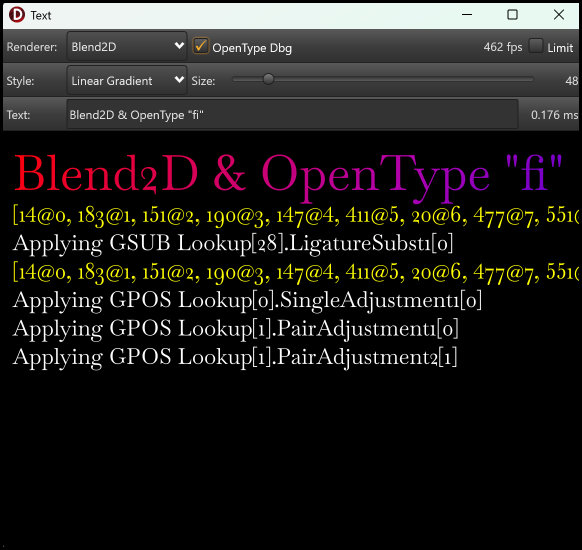 Text
Renderer: Blend2D OpenType Dbg 462 fps Limit
Style: Linear Gradient Size: 48
Text: Blend2D & OpenType "fi" 0.176 ms
Blend2D & OpenType "fi"
[14@0, 183@1, 151@2, 190@3, 147@4, 411@5, 20@6, 477@7, 551@
Applying GSUB Lookup[28].LigatureSubst1[0]
[14@0, 183@1, 151@2, 190@3, 147@4, 411@5, 20@6, 477@7, 551@
Applying GPOS Lookup[0].SingleAdjustment1[0]
Applying GPOS Lookup[1].PairAdjustment1[0]
Applying GPOS Lookup[1].PairAdjustment2[1]